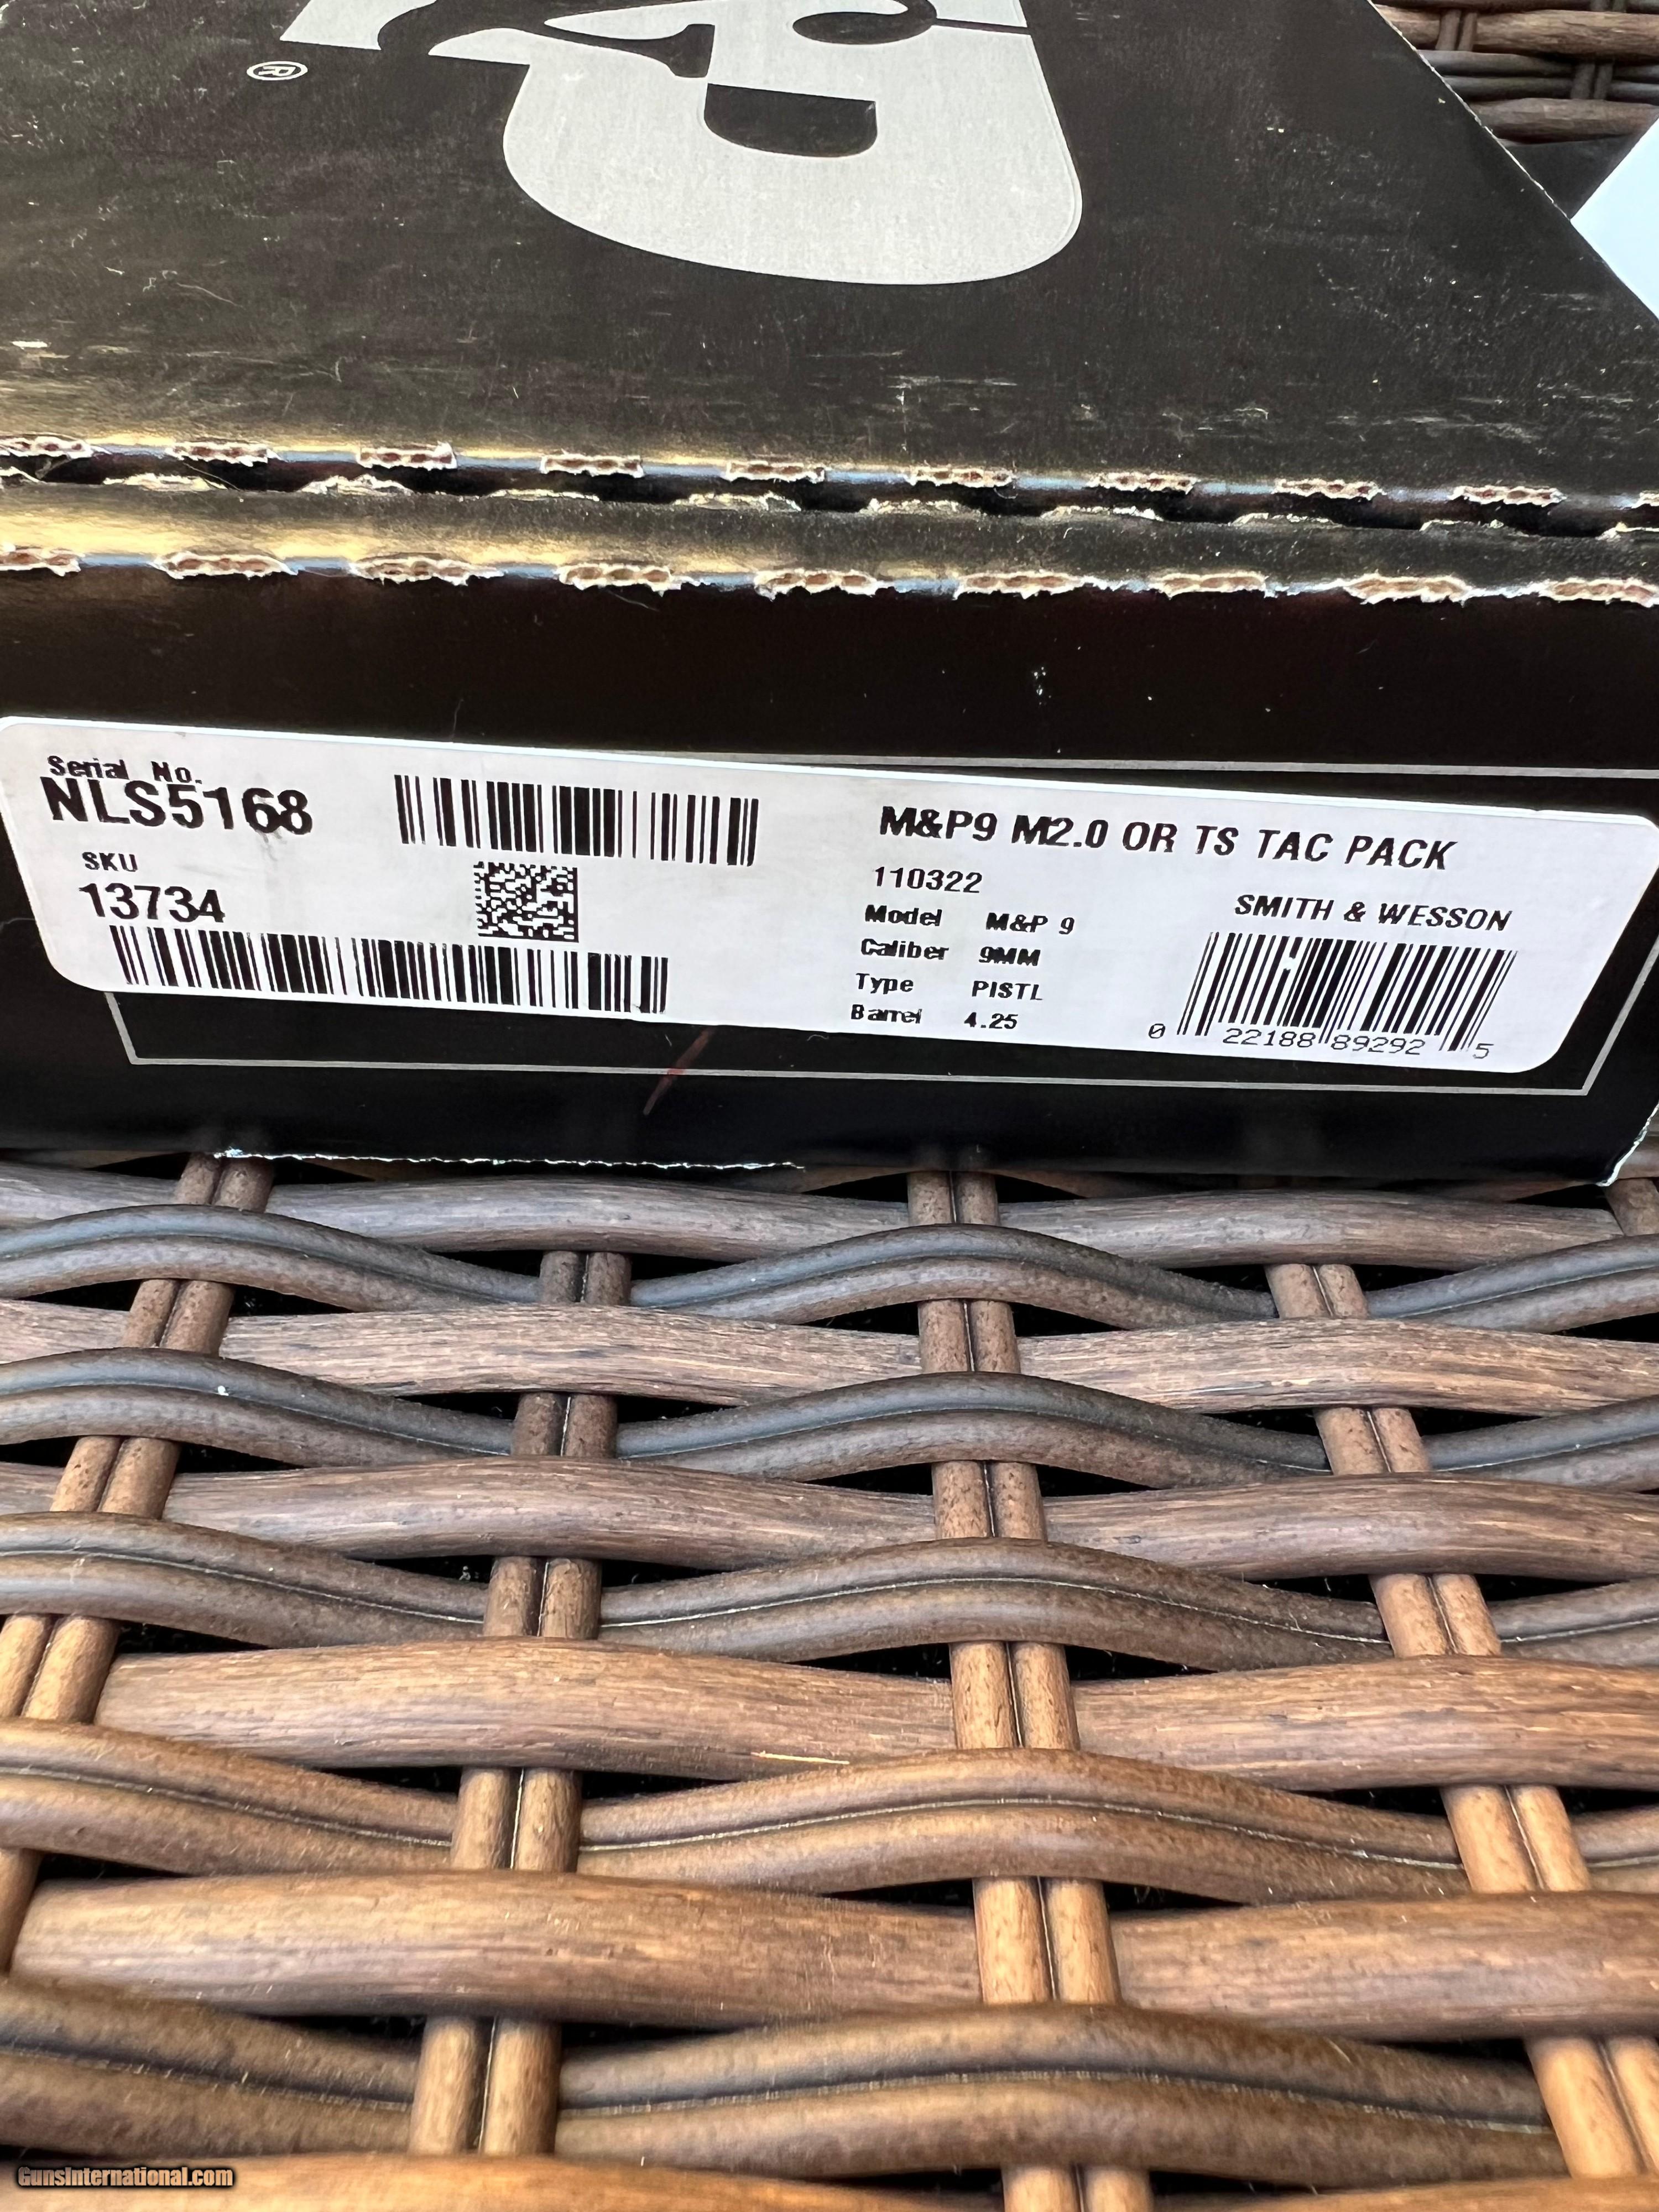 ®
Serial No.
NLS5168
SKU
13734
M&P9 M2.0 OR TS TAC PACK
110322
Model M&P 9
Caliber 9MM
Type PISTL
Barrel 4.25
SMITH & WESSON
0 22188 89292 5
GunsInternational.com